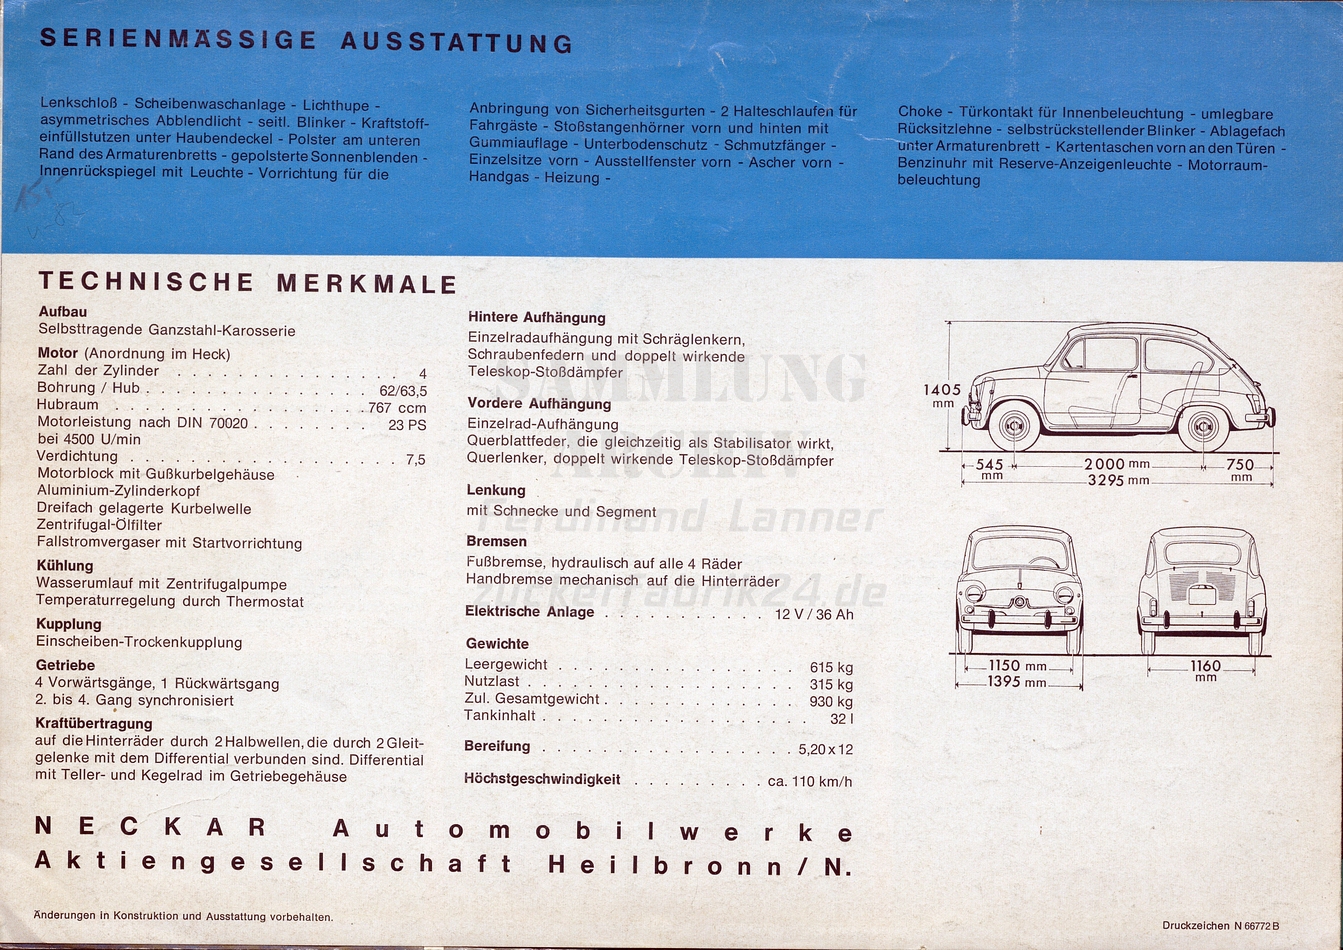 SERIENMÄSSIGE AUSSTATTUNG
Lenkschloß - Scheibenwaschanlage - Lichthupe -
asymmetrisches Abblendlicht - seitl. Blinker - Kraftstoff-
einfüllstutzen unter Haubendeckel - Polster am unteren
Rand des Armaturenbretts - gepolsterte Sonnenblenden -
Innenrückspiegel mit Leuchte - Vorrichtung für die
Anbringung von Sicherheitsgurten - 2 Halteschlaufen für
Fahrgäste - Stoßstangenhörner vorn und hinten mit
Gummiauflage - Unterbodenschutz - Schmutzfänger -
Einzelsitze vorn - Ausstellfenster vorn - Ascher vorn -
Handgas - Heizung -
Choke - Türkontakt für Innenbeleuchtung - umlegbare
Rücksitzlehne - selbstrückstellender Blinker - Ablagefach
unter Armaturenbrett - Kartentaschen vorn an den Türen -
Benzinuhr mit Reserve-Anzeigenleuchte - Motorraum-
beleuchtung
TECHNISCHE MERKMALE
Aufbau
Selbsttragende Ganzstahl-Karosserie
Motor (Anordnung im Heck)
Zahl der Zylinder . . . . . . . . . . . . . . . 4
Bohrung / Hub . . . . . . . . . . . . . . . 62/63,5
Hubraum . . . . . . . . . . . . . . . . . 767 ccm
Motorleistung nach DIN 70020 . . . . . . . . 23 PS
bei 4500 U/min
Verdichtung . . . . . . . . . . . . . . . . . 7,5
Motorblock mit Gußkurbelgehäuse
Aluminium-Zylinderkopf
Dreifach gelagerte Kurbelwelle
Zentrifugal-Ölfilter
Fallstromvergaser mit Startvorrichtung
Kühlung
Wasserumlauf mit Zentrifugalpumpe
Temperaturregelung durch Thermostat
Kupplung
Einscheiben-Trockenkupplung
Getriebe
4 Vorwärtsgänge, 1 Rückwärtsgang
2. bis 4. Gang synchronisiert
Kraftübertragung
auf die Hinterräder durch 2 Halbwellen, die durch 2 Gleit-
gelenke mit dem Differential verbunden sind. Differential
mit Teller- und Kegelrad im Getriebegehäuse
Hintere Aufhängung
Einzelradaufhängung mit Schräglenkern,
Schraubenfedern und doppelt wirkende
Teleskop-Stoßdämpfer
Vordere Aufhängung
Einzelrad-Aufhängung
Querblattfeder, die gleichzeitig als Stabilisator wirkt,
Querlenker, doppelt wirkende Teleskop-Stoßdämpfer
Lenkung
mit Schnecke und Segment
Bremsen
Fußbremse, hydraulisch auf alle 4 Räder
Handbremse mechanisch auf die Hinterräder
Elektrische Anlage . . . . . . . . . . . 12 V / 36 Ah
Gewichte
Leergewicht . . . . . . . . . . . . . . . 615 kg
Nutzlast . . . . . . . . . . . . . . . . . 315 kg
Zul. Gesamtgewicht . . . . . . . . . . . . 930 kg
Tankinhalt . . . . . . . . . . . . . . . . . 32 l
Bereifung . . . . . . . . . . . . . . . . 5,20 x 12
Höchstgeschwindigkeit . . . . . . . . ca. 110 km/h
SAMMLUNG
ARCHIV
Ferdinand Lanner
zuckerfabrik24.de
1405
mm
545
mm
2000 mm
750
mm
3295 mm
1150 mm
1395 mm
1160
mm
NECKAR Automobilwerke
Aktiengesellschaft Heilbronn/N.
Änderungen in Konstruktion und Ausstattung vorbehalten.
Druckzeichen N 66772 B